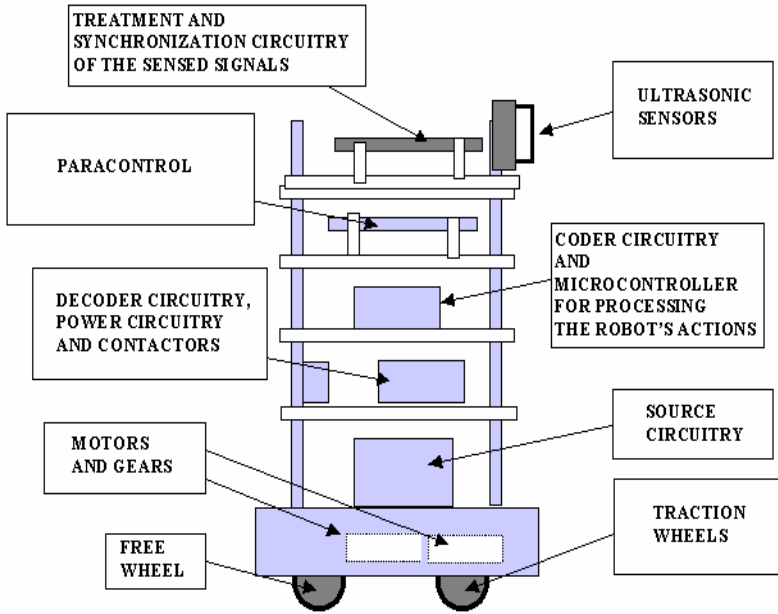 TREATMENT AND
SYNCHRONIZATION CIRCUITRY
OF THE SENSED SIGNALS
ULTRASONIC
SENSORS
PARACONTROL
CODER CIRCUITRY
AND
MICROCONTROLLER
FOR PROCESSING
THE ROBOT'S ACTIONS
DECODER CIRCUITRY,
POWER CIRCUITRY
AND CONTACTORS
SOURCE
CIRCUITRY
MOTORS
AND GEARS
TRACTION
WHEELS
FREE
WHEEL